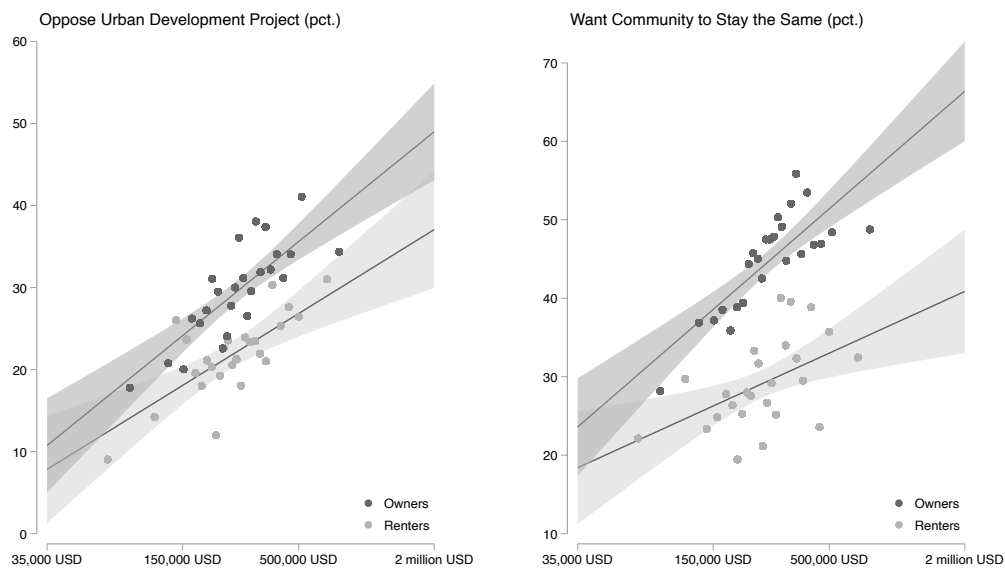 Oppose Urban Development Project (pct.)
60
50
40
30
20
10
0
Owners
Renters
35,000 USD 150,000 USD 500,000 USD 2 million USD
Want Community to Stay the Same (pct.)
70
60
50
40
30
20
10
Owners
Renters
35,000 USD 150,000 USD 500,000 USD 2 million USD